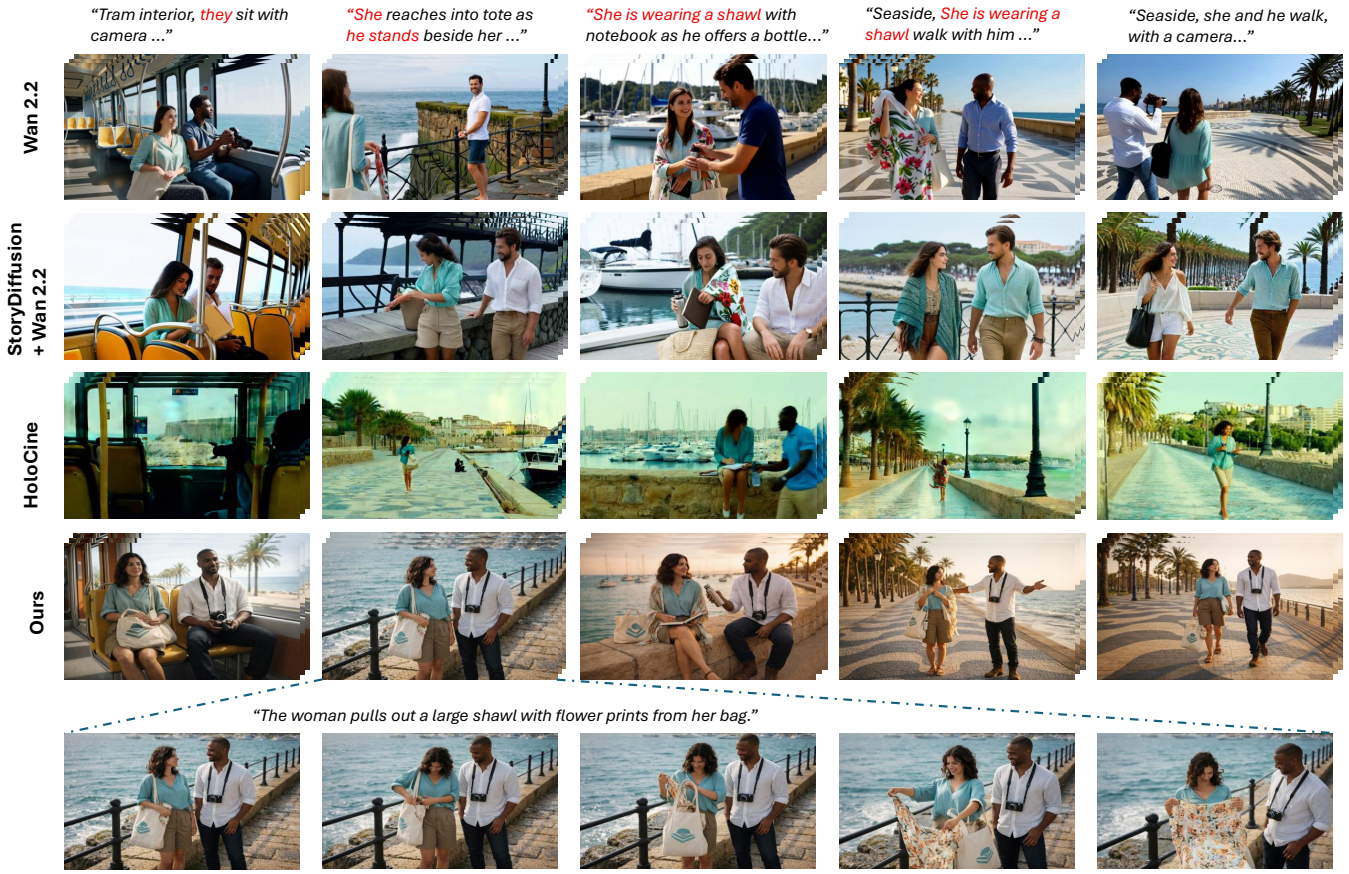 “Tram interior, they sit with
camera ...”
“She reaches into tote as
he stands beside her ...”
“She is wearing a shawl with
notebook as he offers a bottle...”
“Seaside, She is wearing a
shawl walk with him ...”
“Seaside, she and he walk,
with a camera...”
Wan 2.2
StoryDiffusion
+ Wan 2.2
HoloCine
Ours
“The woman pulls out a large shawl with flower prints from her bag.”